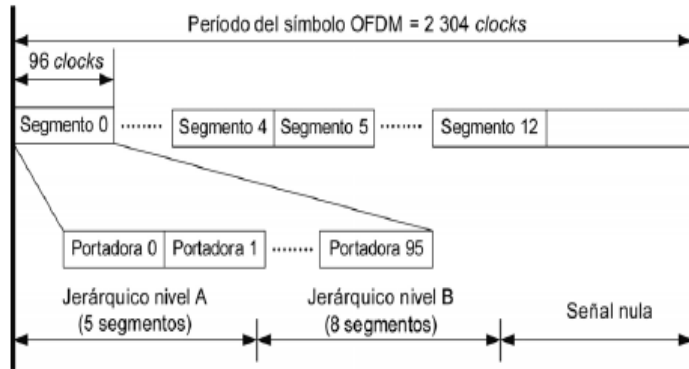 Período del símbolo OFDM = 2 304 clocks
96 clocks
Segmento 0 ........ Segmento 4 Segmento 5 ........ Segmento 12
Portadora 0 Portadora 1 ........ Portadora 95
Jerárquico nivel A Jerárquico nivel B
(5 segmentos) (8 segmentos) Señal nula